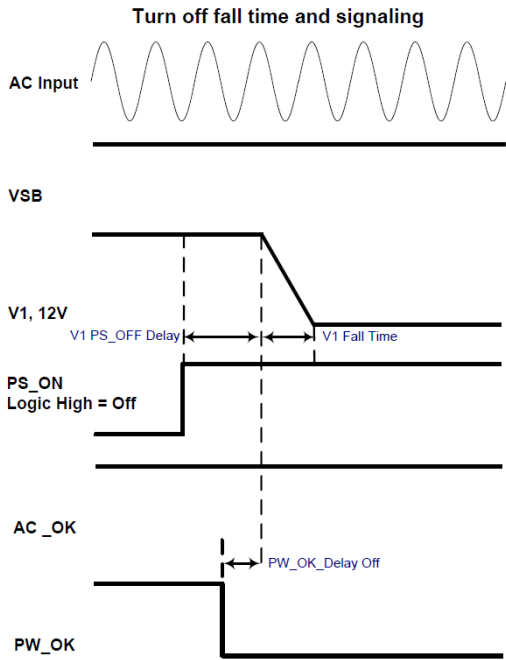 Turn off fall time and signaling
AC Input
VSB
V1, 12V
V1 PS_OFF Delay
V1 Fall Time
PS_ON
Logic High = Off
AC _OK
PW_OK_Delay Off
PW_OK